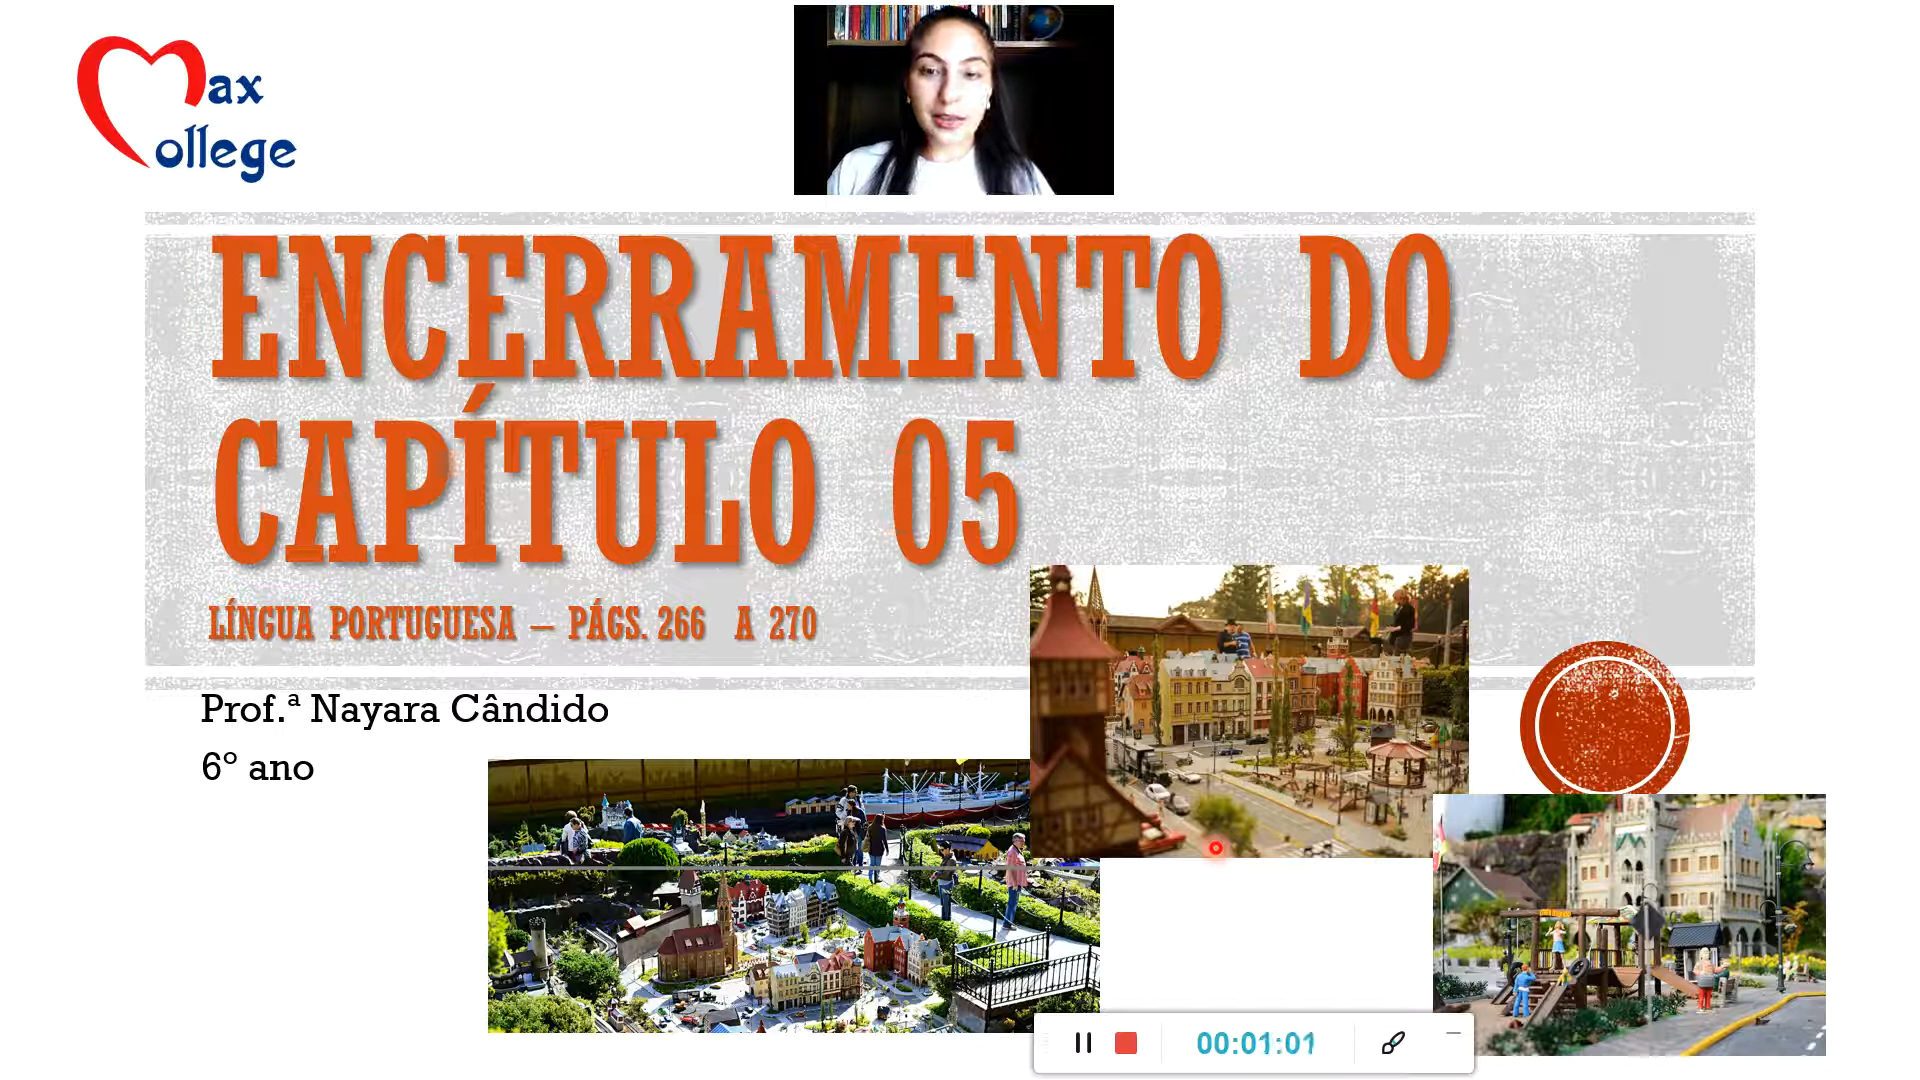 Max
College
ENCERRAMENTO DO
CAPÍTULO 05
LÍNGUA PORTUGUESA – PÁGS. 266 A 270
Prof.ª Nayara Cândido
6º ano
00:01:01